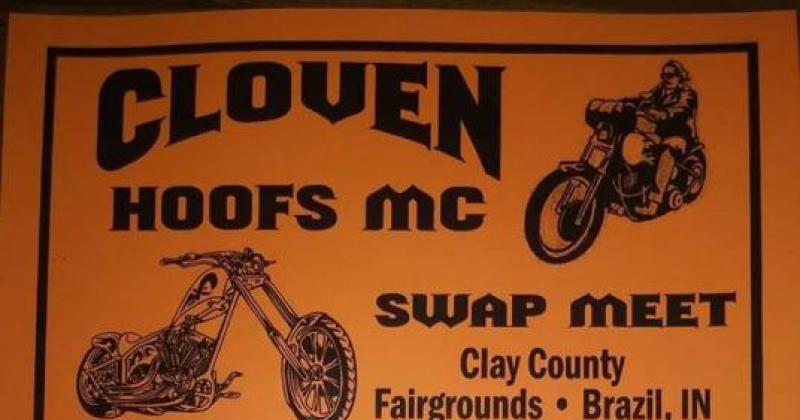 CLOVEN
HOOFS MC
SWAP MEET
Clay County
Fairgrounds • Brazil, IN